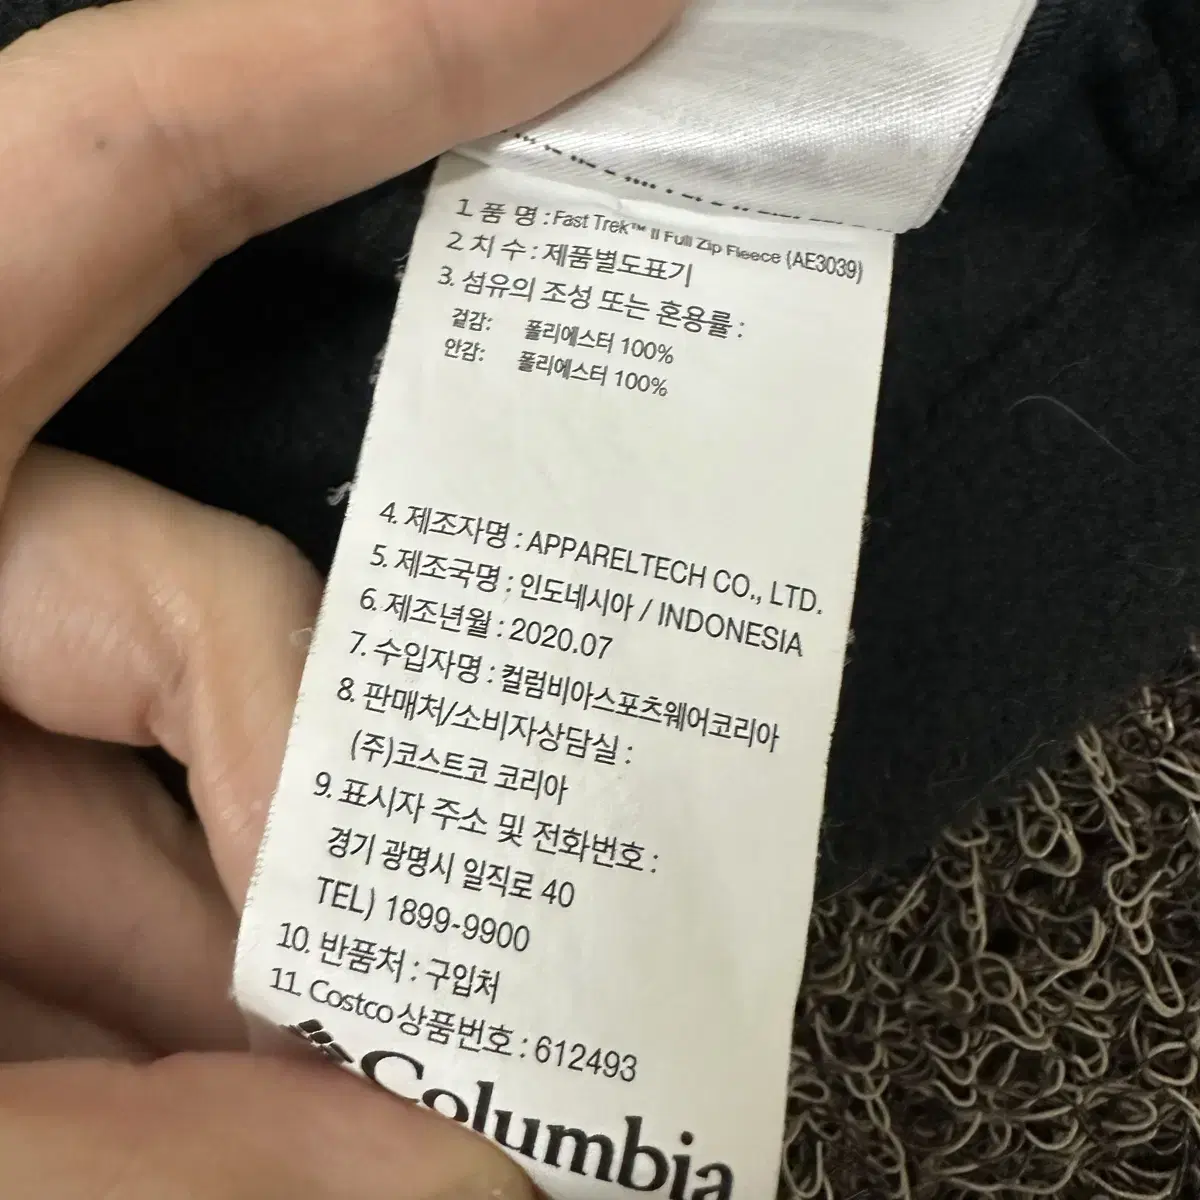 1. 품 명 : Fast Trek™ II Full Zip Fleece (AE3039)
2. 치 수 : 제품별도표기
3. 섬유의 조성 또는 혼용률 :
겉감: 폴리에스터 100%
안감: 폴리에스터 100%
4. 제조자명 : APPARELTECH CO., LTD.
5. 제조국명 : 인도네시아 / INDONESIA
6. 제조년월 : 2020.07
7. 수입자명 : 컬럼비아스포츠웨어코리아
8. 판매처/소비자상담실 :
(주)코스트코 코리아
9. 표시자 주소 및 전화번호 :
경기 광명시 일직로 40
TEL) 1899-9900
10. 반품처 : 구입처
11. Costco 상품번호 : 612493
Columbia